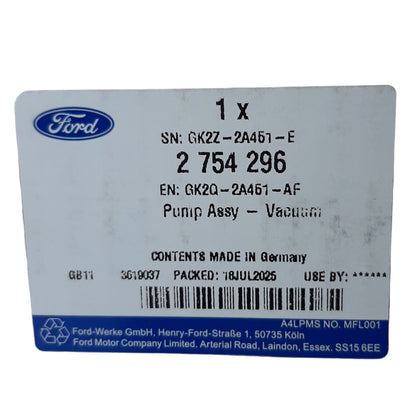 Ford
1 x
SN: GK2Z-2A451-E
2 754 296
EN: GK2Q-2A451-AF
Pump Assy - Vacuum
CONTENTS MADE IN Germany
GB11 3619037 PACKED: 18JUL2025 USE BY: ******
A4LPMS NO. MFL001
Ford-Werke GmbH, Henry-Ford-Straße 1, 50735 Köln
Ford Motor Company Limited. Arterial Road, Laindon, Essex. SS15 6EE